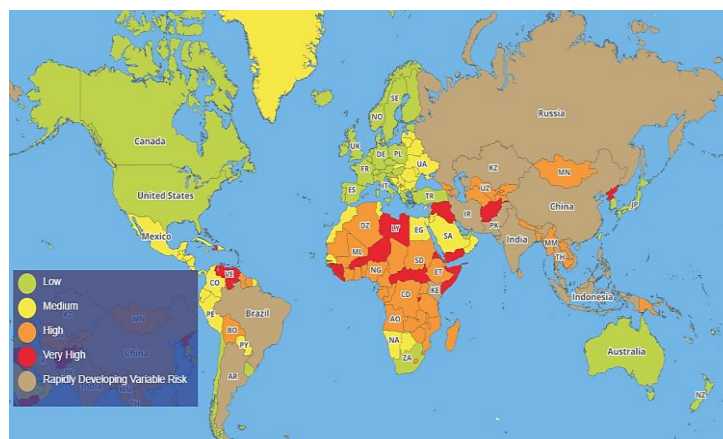 SE
NO
Russia
Canada
UK
DE
PL
UA
KZ
FR
MN
UZ
United States
ES
IT
TR
China
JP
IR
PK
Mexico
DZ
LY
EG
SA
India
ML
MM
TH
NG
SD
ET
VE
CO
KE
CD
Indonesia
PE
Brazil
BO
AO
PY
NA
Australia
ZA
AR
NZ
Low
Medium
High
Very High
Rapidly Developing Variable Risk